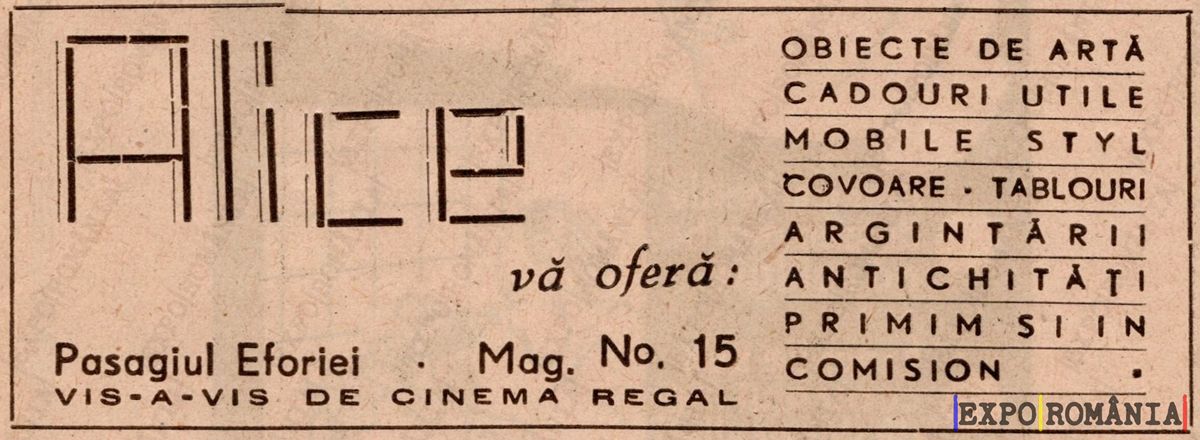 Alice
vă oferă:
Pasagiul Eforiei . Mag. No. 15
VIS-A-VIS DE CINEMA REGAL
OBIECTE DE ARTĂ
CADOURI UTILE
MOBILE STYL
COVOARE . TABLOURI
ARGINTĂRII
ANTICHITĂȚI
PRIMIM SI IN
COMISION .
EXPO ROMÂNIA